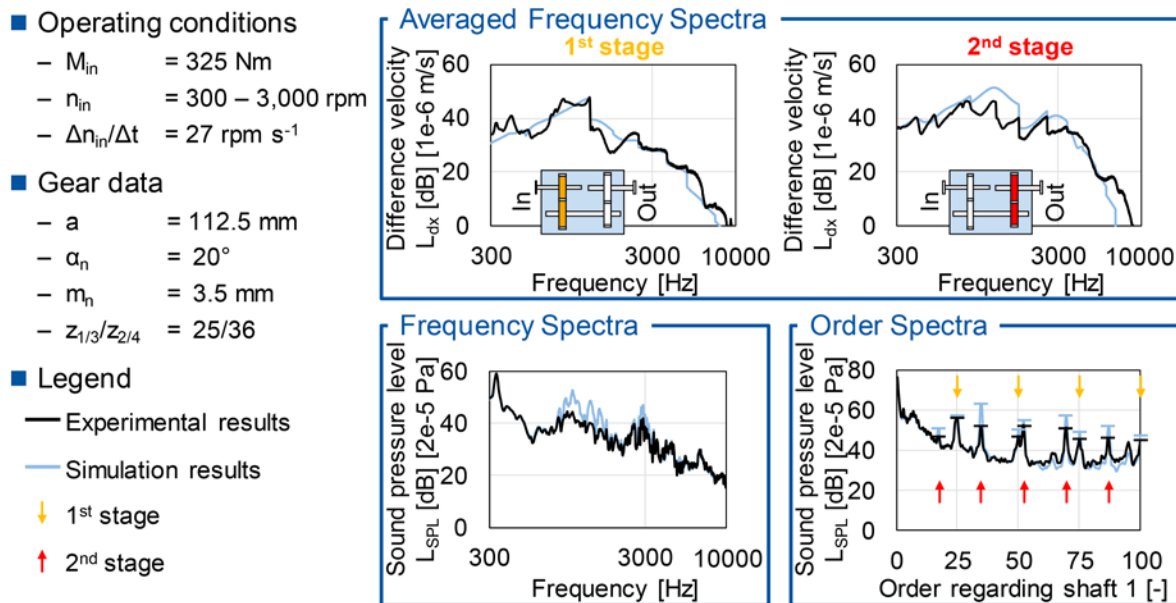 Operating conditions
– Min = 325 Nm
– nin = 300 – 3,000 rpm
– Δnin/Δt = 27 rpm s-1
Gear data
– a = 112.5 mm
– αn = 20°
– mn = 3.5 mm
– z1/3/z2/4 = 25/36
Legend
Experimental results
Simulation results
1st stage
2nd stage
Averaged Frequency Spectra
1st stage
Difference velocity
Ldx [dB] [1e-6 m/s]
60
40
20
0
In
Out
300
3000
10000
Frequency [Hz]
2nd stage
Difference velocity
Ldx [dB] [1e-6 m/s]
60
40
20
0
In
Out
300
3000
10000
Frequency [Hz]
Frequency Spectra
Sound pressure level
LSPL [dB] [2e-5 Pa]
60
40
20
0
300
3000
10000
Frequency [Hz]
Order Spectra
Sound pressure level
LSPL [dB] [2e-5 Pa]
80
60
40
20
0
0
25
50
75
100
Order regarding shaft 1 [-]